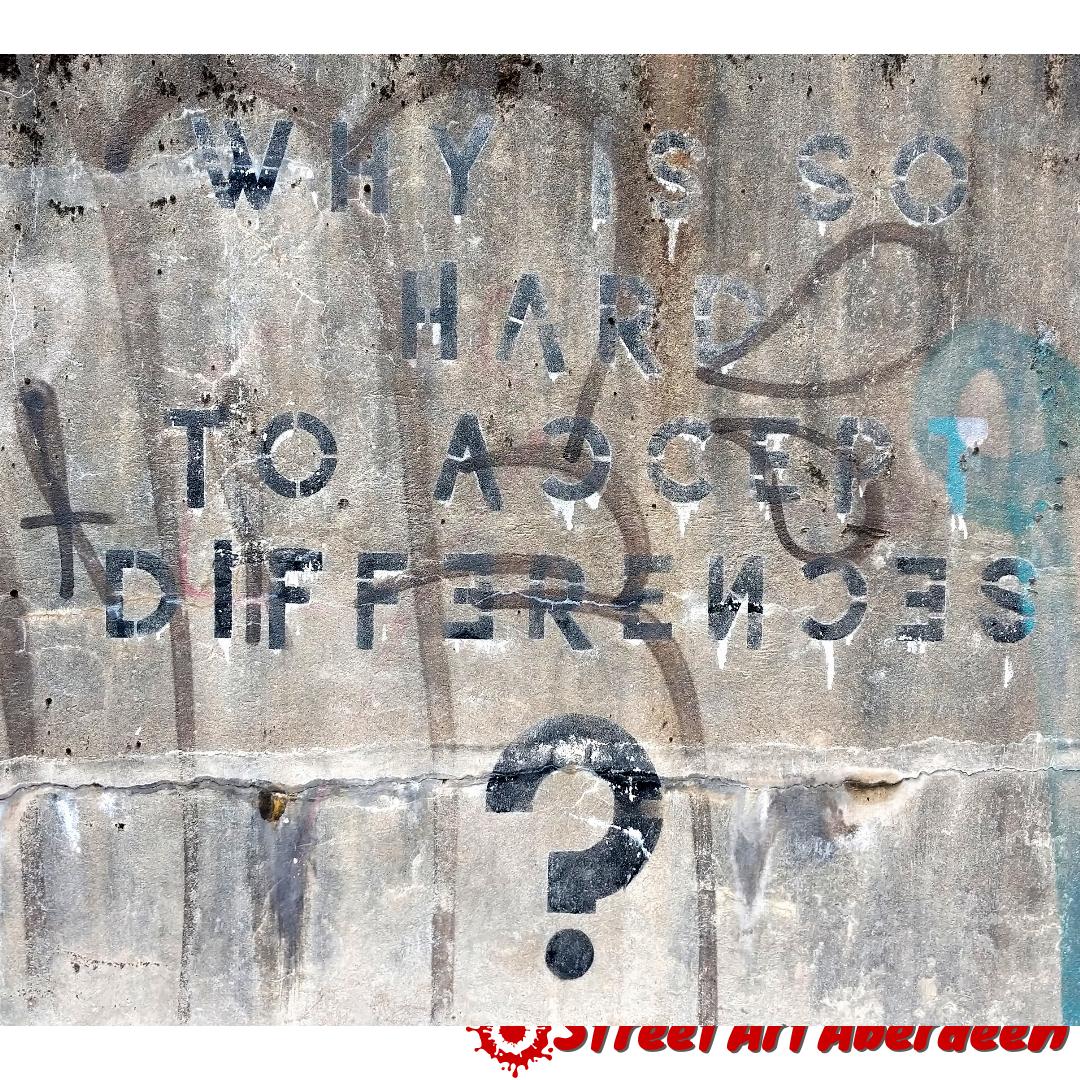 WHY IS SO
HARD
TO ACCEPT
DIFFERENCES
?
Street Art Aberdeen